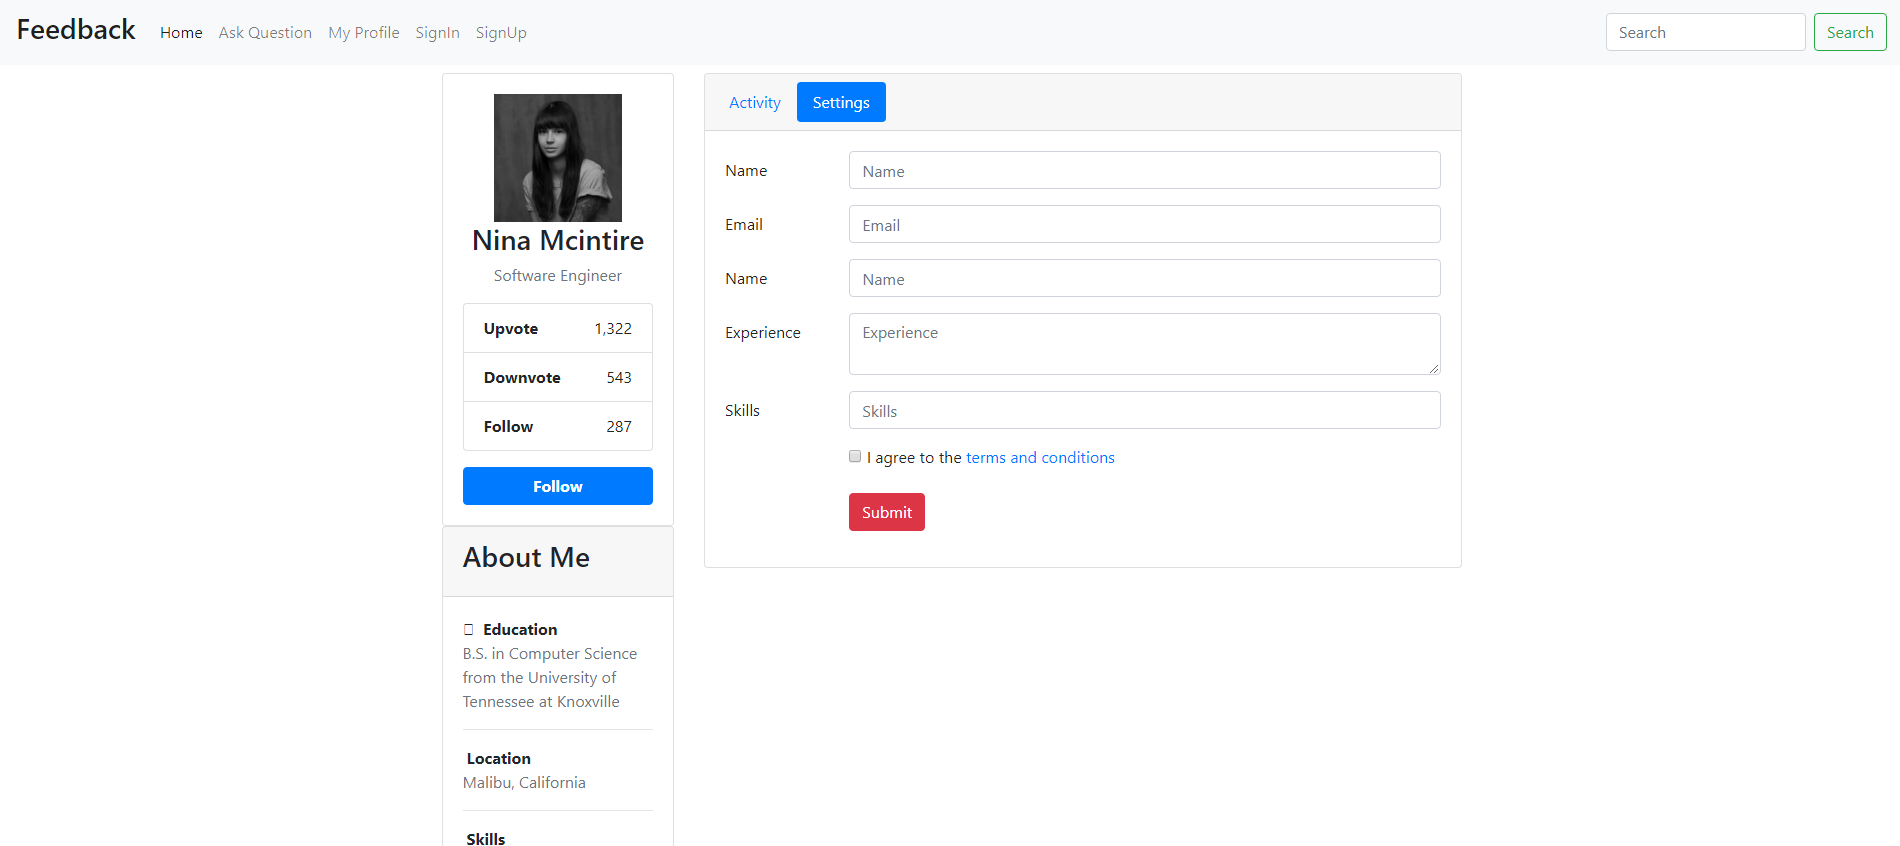 Feedback Home Ask Question My Profile SignIn SignUp Search Search
Nina Mcintire
Software Engineer
Upvote 1,322
Downvote 543
Follow 287
Follow
About Me
Education
B.S. in Computer Science
from the University of
Tennessee at Knoxville
Location
Malibu, California
Skills
Activity Settings
Name Name
Email Email
Name Name
Experience Experience
Skills Skills
I agree to the terms and conditions
Submit